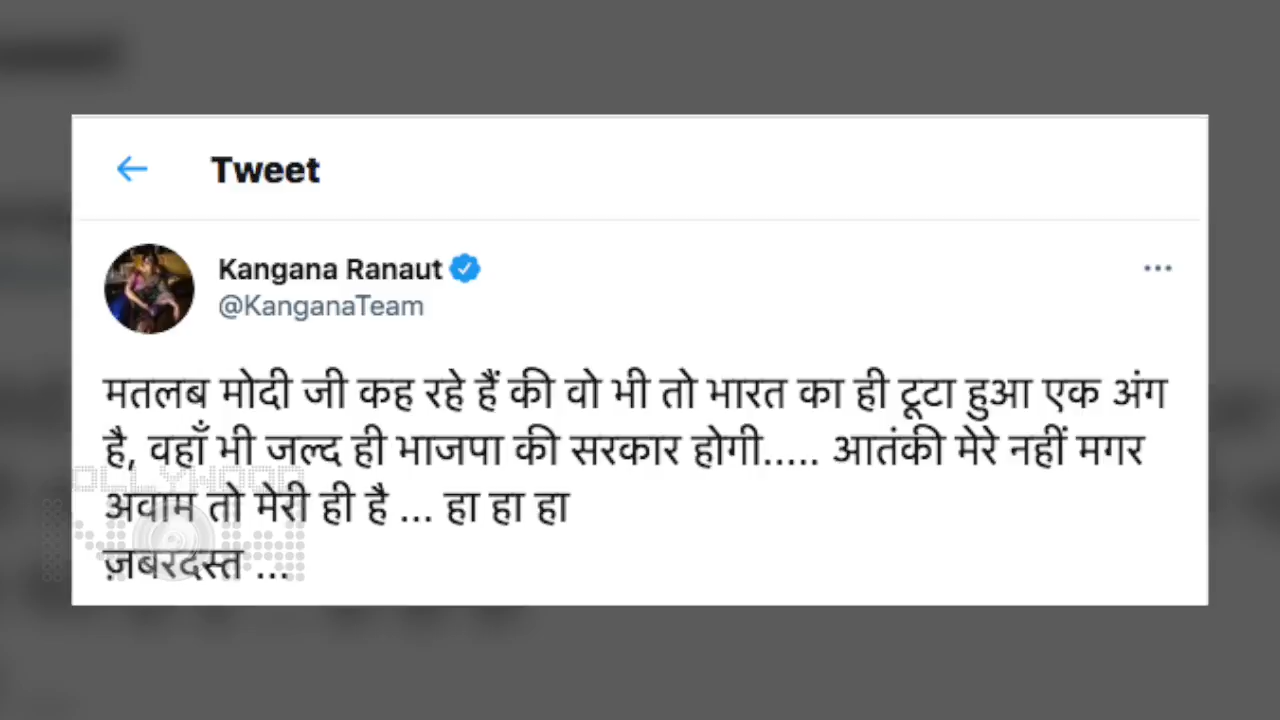 Tweet
Kangana Ranaut
@KanganaTeam
मतलब मोदी जी कह रहे हैं की वो भी तो भारत का ही टूटा हुआ एक अंग
है, वहाँ भी जल्द ही भाजपा की सरकार होगी..... आतंकी मेरे नहीं मगर
अवाम तो मेरी ही है ... हा हा हा
ज़बरदस्त ...